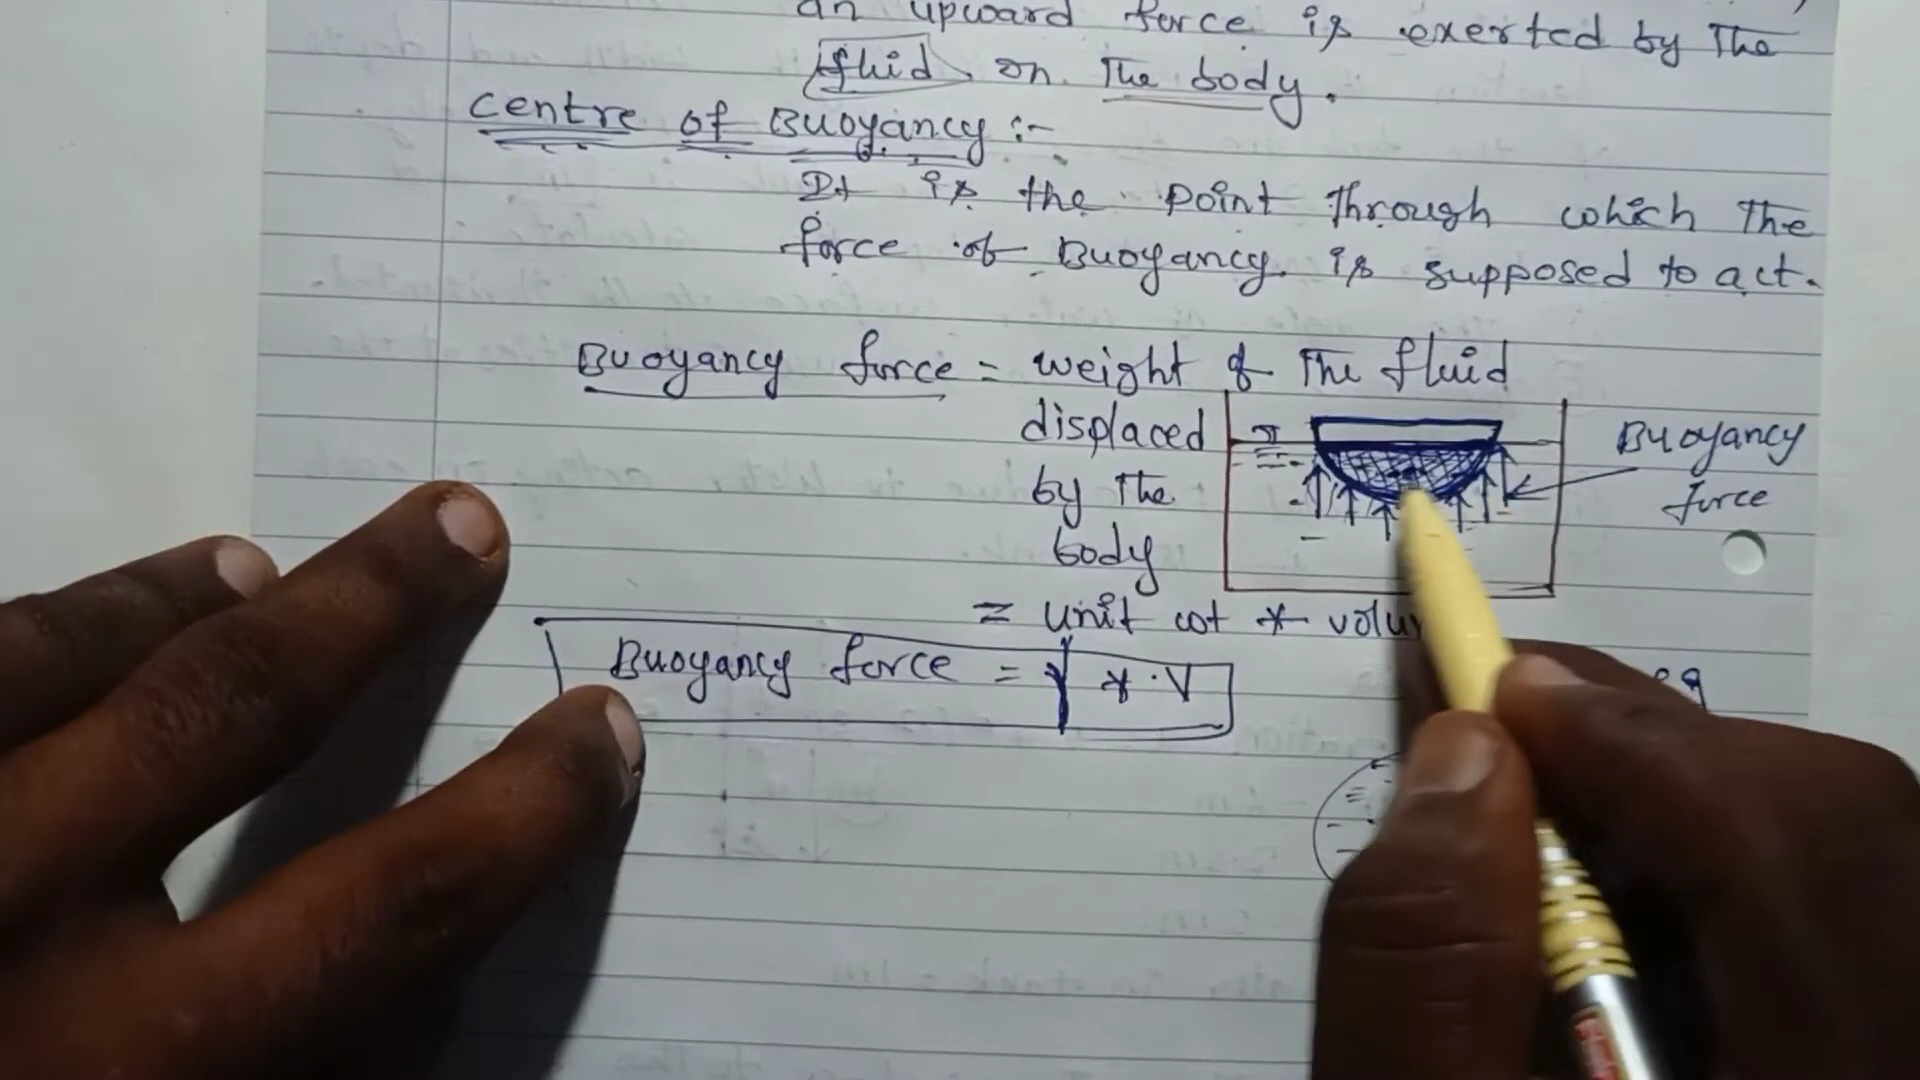 an upward force is exerted by The
fluid on The body.
centre of Buoyancy :-
It is the point Through which The
force of Buoyancy. is supposed to act.
Buoyancy force = weight of The fluid
displaced
by The
body
Buoyancy
force
= unit wt *
Buoyancy force = γ * . V